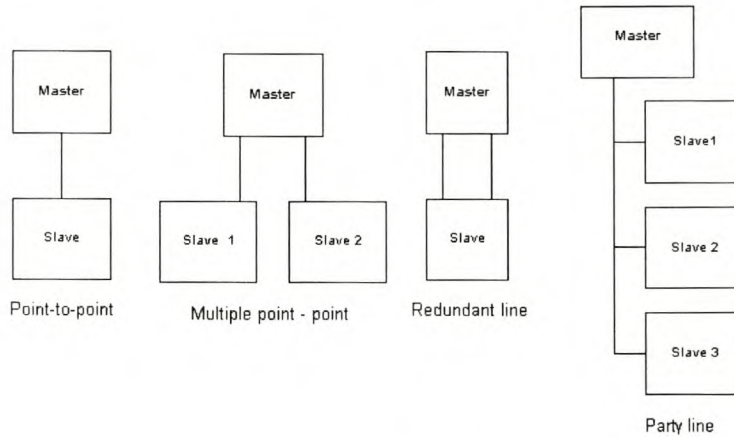 Master
Slave
Point-to-point
Master
Slave 1
Slave 2
Multiple point - point
Master
Slave
Redundant line
Master
Slave1
Slave 2
Slave 3
Party line